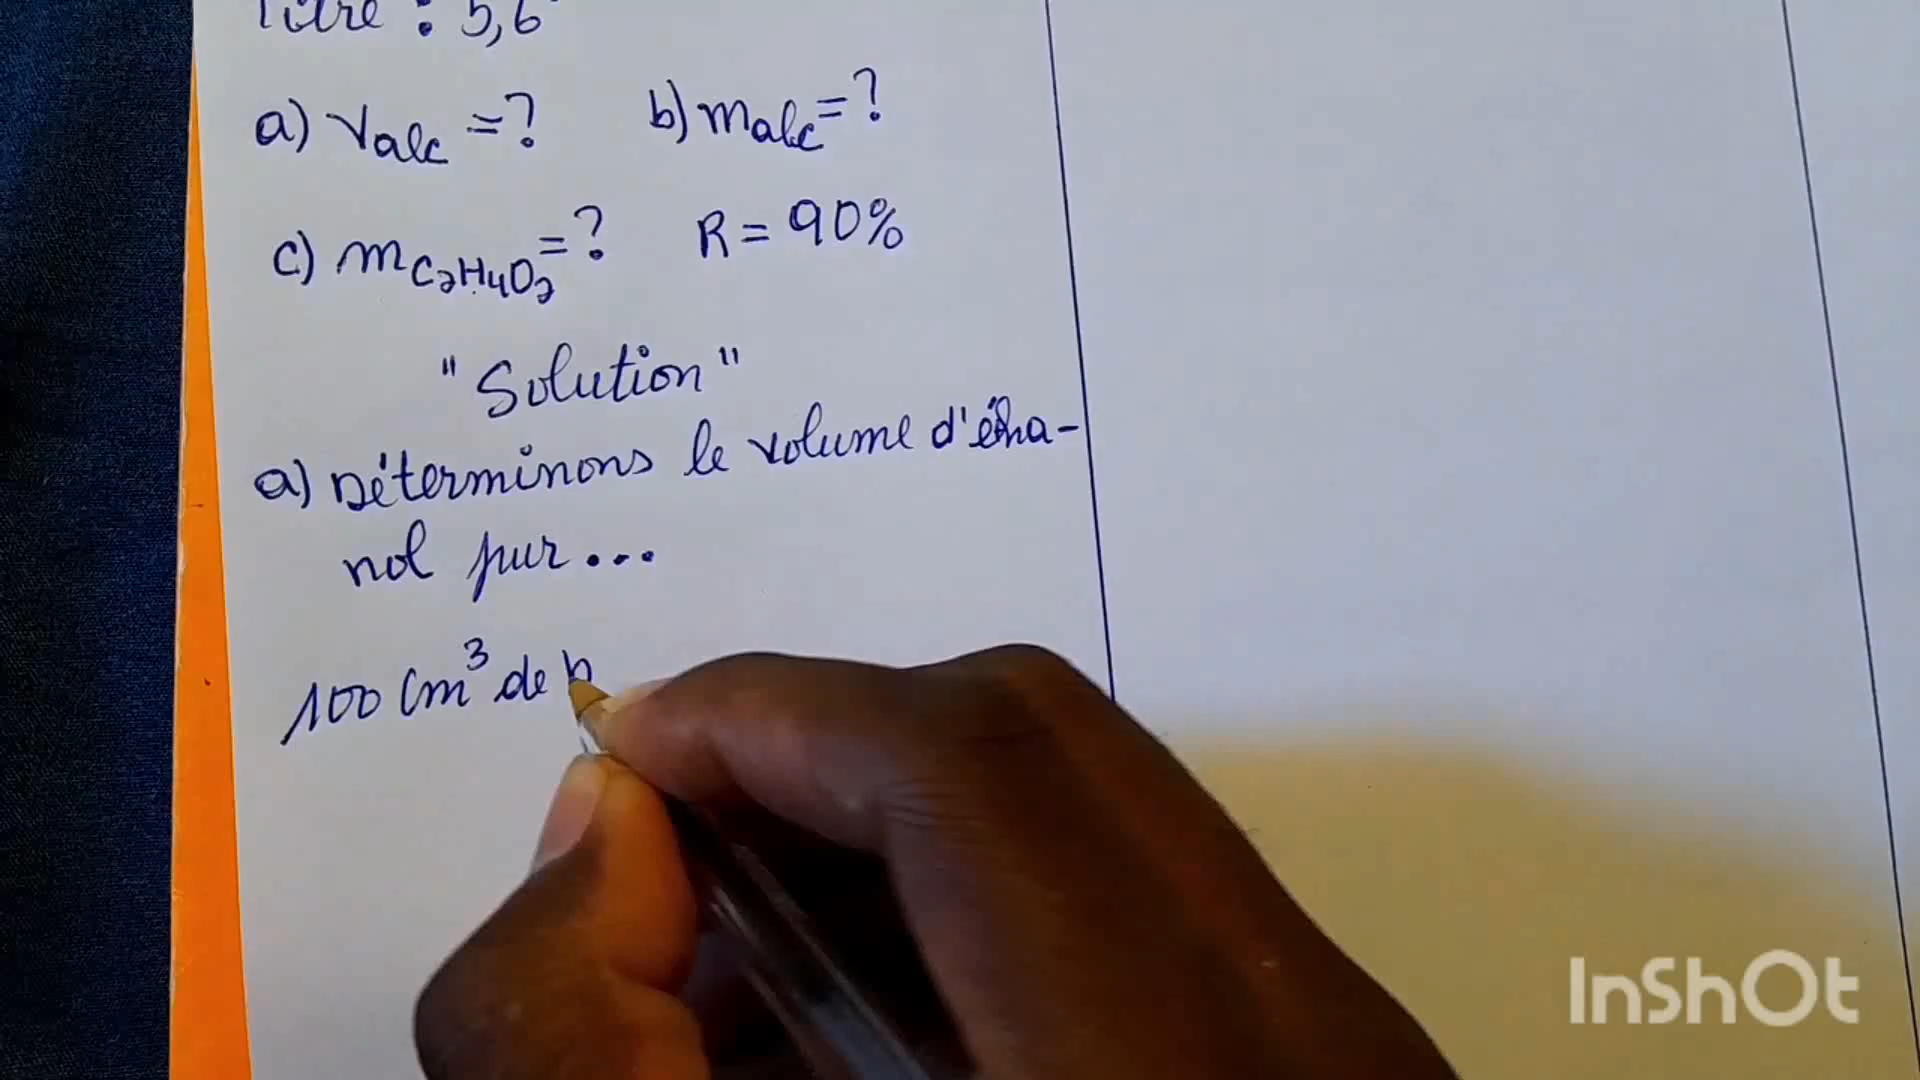 Titre : 5,6°
a) Valc = ? b) malc = ?
c) mC₂H₄O₂ = ? R = 90%
"Solution"
a) Déterminons le volume d'étha-
nol pur...
100 cm³ de b
InShOt